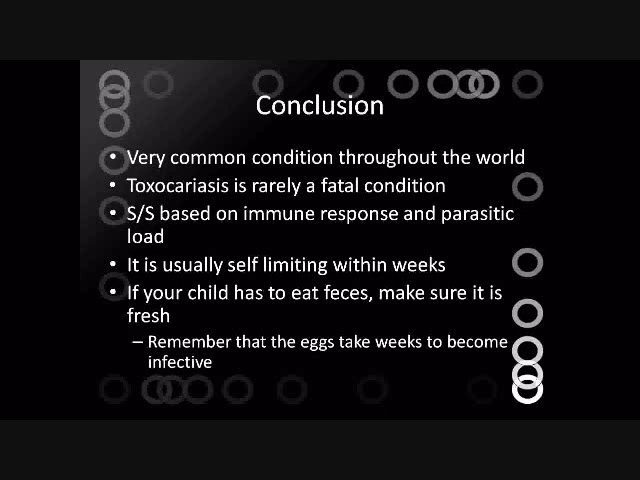 Conclusion
• Very common condition throughout the world
• Toxocariasis is rarely a fatal condition
• S/S based on immune response and parasitic
load
• It is usually self limiting within weeks
• If your child has to eat feces, make sure it is
fresh
– Remember that the eggs take weeks to become
infective